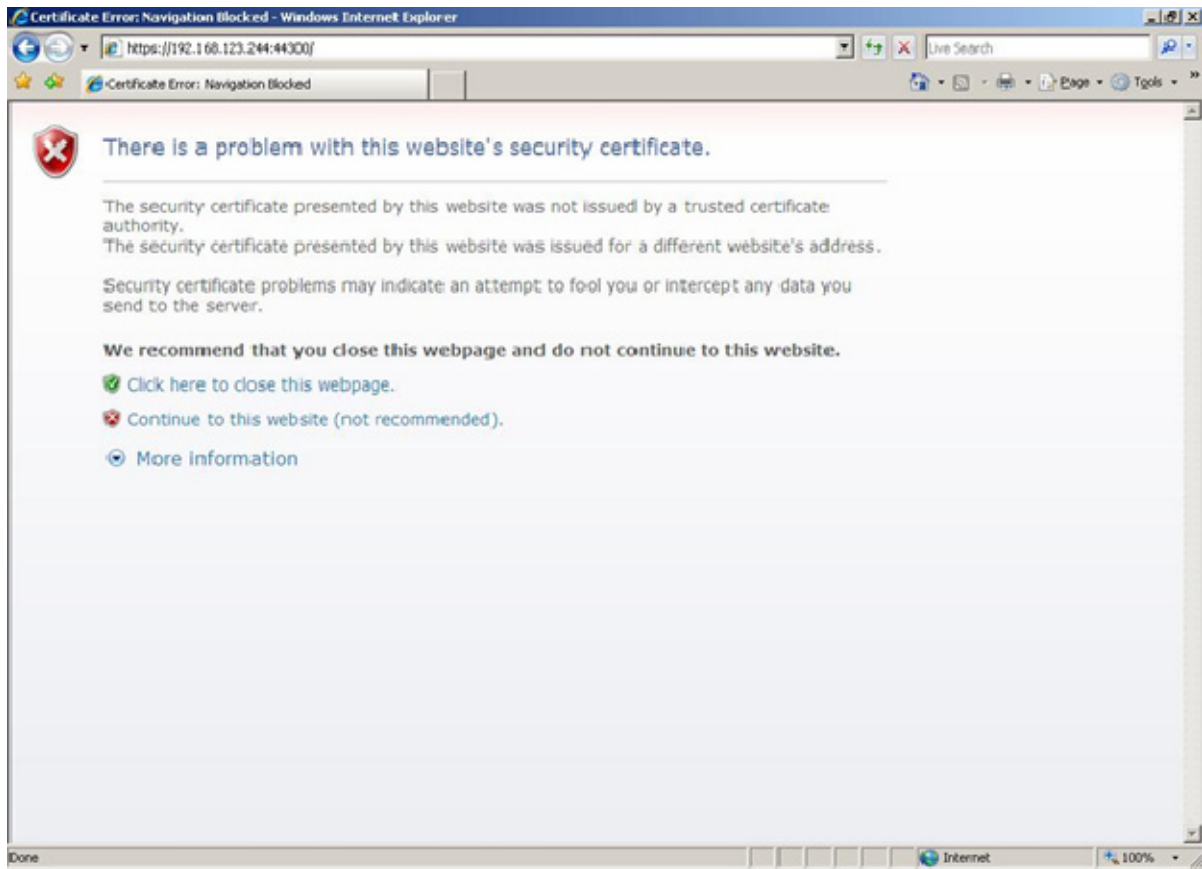 Certificate Error: Navigation Blocked - Windows Internet Explorer
https://192.168.123.244:44300/
Live Search
Certificate Error: Navigation Blocked
Page
Tools
There is a problem with this website's security certificate.
The security certificate presented by this website was not issued by a trusted certificate
authority.
The security certificate presented by this website was issued for a different website's address.
Security certificate problems may indicate an attempt to fool you or intercept any data you
send to the server.
We recommend that you close this webpage and do not continue to this website.
Click here to close this webpage.
Continue to this website (not recommended).
More information
Done
Internet
100%